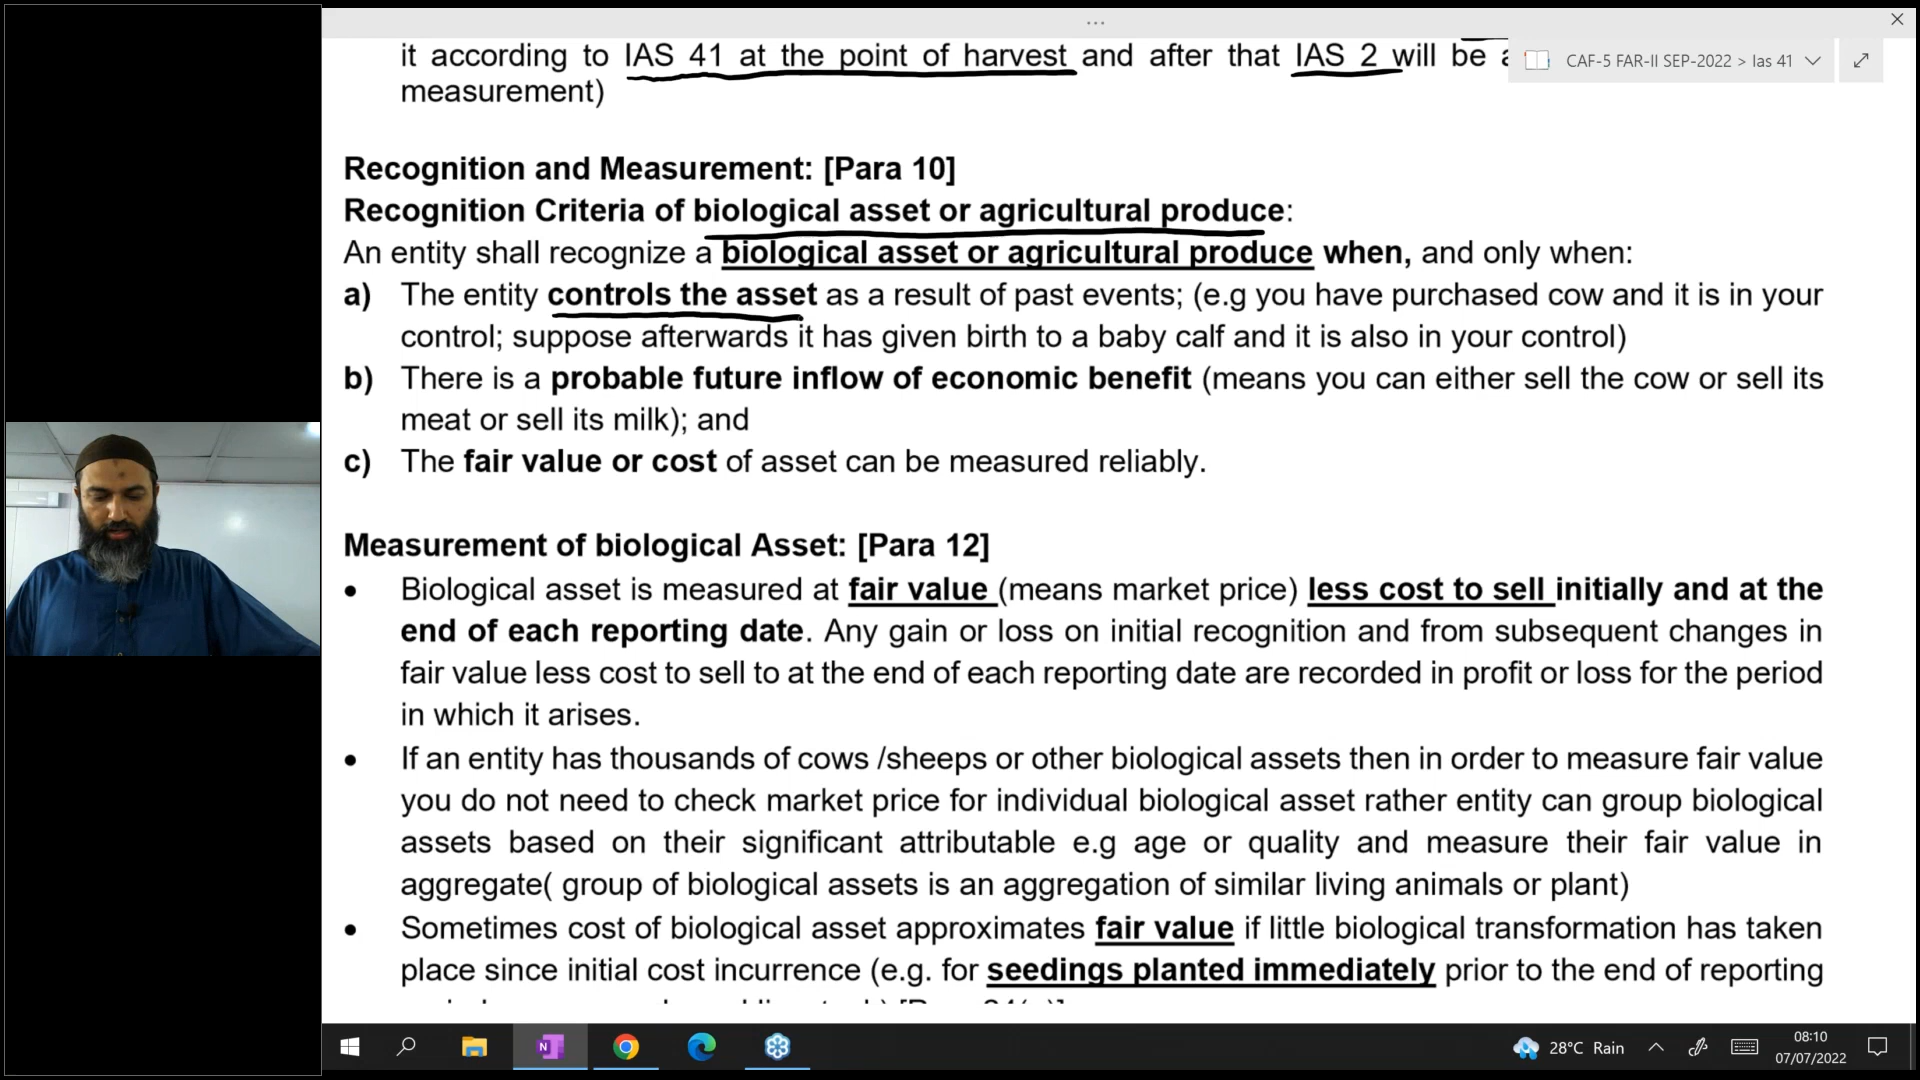 ...
it according to IAS 41 at the point of harvest and after that IAS 2 will be
CAF-5 FAR-II SEP-2022 > Ias 41
measurement)
Recognition and Measurement: [Para 10]
Recognition Criteria of biological asset or agricultural produce:
An entity shall recognize a biological asset or agricultural produce when, and only when:
a) The entity controls the asset as a result of past events; (e.g you have purchased cow and it is in your
control; suppose afterwards it has given birth to a baby calf and it is also in your control)
b) There is a probable future inflow of economic benefit (means you can either sell the cow or sell its
meat or sell its milk); and
c) The fair value or cost of asset can be measured reliably.
Measurement of biological Asset: [Para 12]
• Biological asset is measured at fair value (means market price) less cost to sell initially and at the
end of each reporting date. Any gain or loss on initial recognition and from subsequent changes in
fair value less cost to sell to at the end of each reporting date are recorded in profit or loss for the period
in which it arises.
• If an entity has thousands of cows /sheeps or other biological assets then in order to measure fair value
you do not need to check market price for individual biological asset rather entity can group biological
assets based on their significant attributable e.g age or quality and measure their fair value in
aggregate( group of biological assets is an aggregation of similar living animals or plant)
• Sometimes cost of biological asset approximates fair value if little biological transformation has taken
place since initial cost incurrence (e.g. for seedings planted immediately prior to the end of reporting
28°C Rain
08:10
07/07/2022